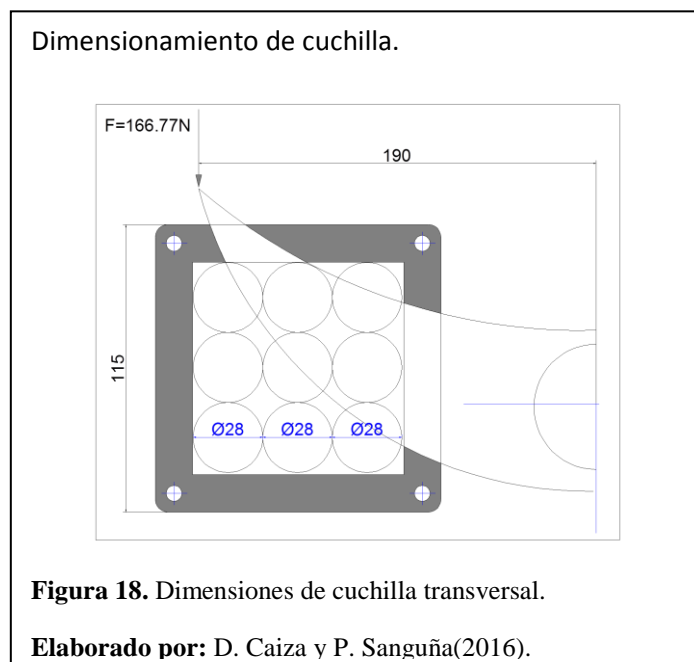 Dimensionamiento de cuchilla.
F=166.77N
190
115
Ø28 Ø28 Ø28
Figura 18. Dimensiones de cuchilla transversal.
Elaborado por: D. Caiza y P. Sanguña(2016).